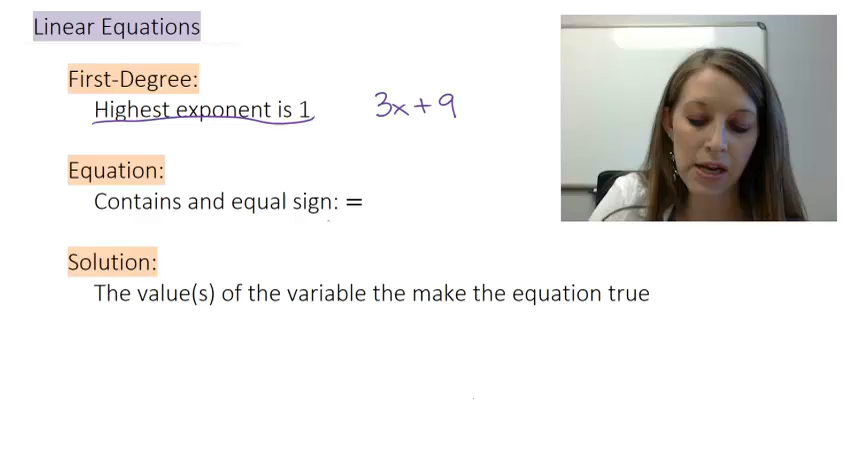 Linear Equations
First-Degree:
Highest exponent is 1 3x + 9
Equation:
Contains and equal sign: =
Solution:
The value(s) of the variable the make the equation true